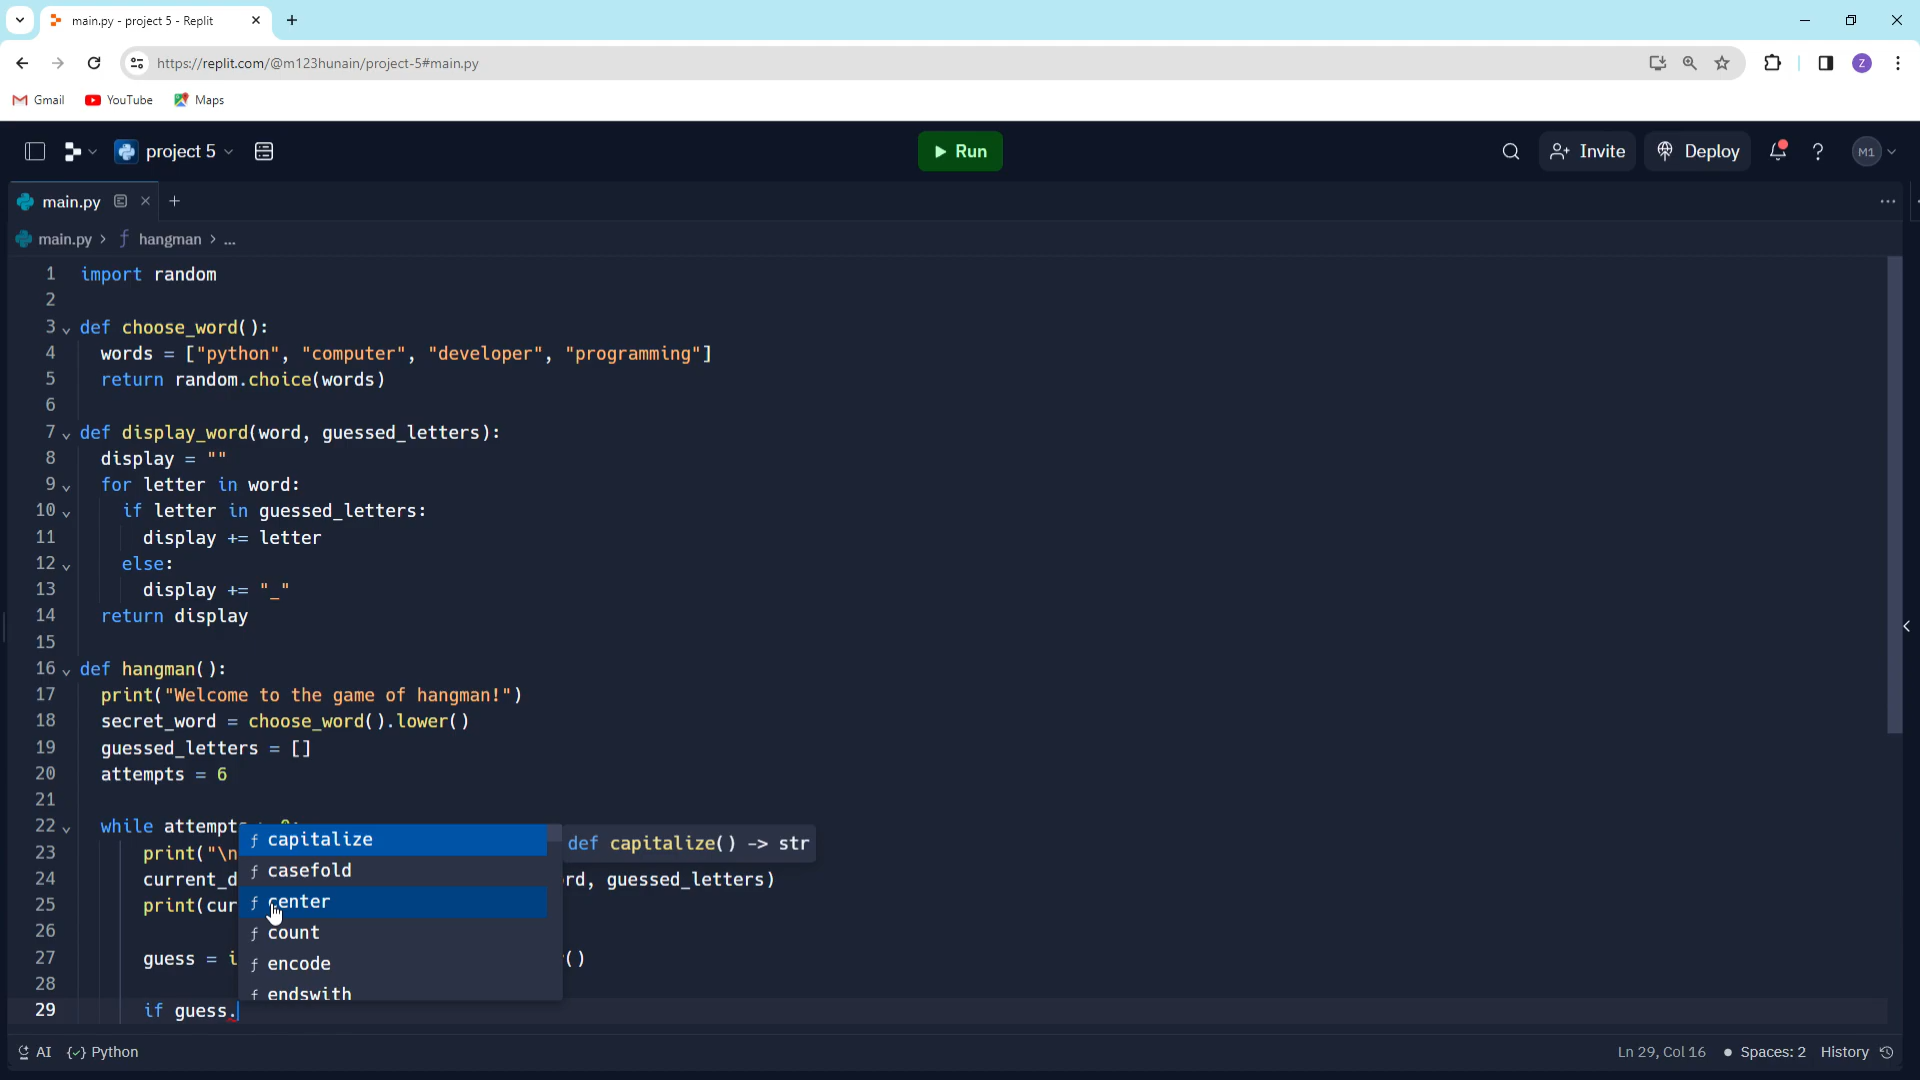 main.py - project 5 - Replit
https://replit.com/@m123hunain/project-5#main.py
Z
Gmail YouTube Maps
project 5 Run Invite Deploy ? M1
main.py
main.py > hangman > ...
1 import random
2
3 def choose_word():
4 words = ["python", "computer", "developer", "programming"]
5 return random.choice(words)
6
7 def display_word(word, guessed_letters):
8 display = ""
9 for letter in word:
10 if letter in guessed_letters:
11 display += letter
12 else:
13 display += "_"
14 return display
15
16 def hangman():
17 print("Welcome to the game of hangman!")
18 secret_word = choose_word().lower()
19 guessed_letters = []
20 attempts = 6
21
22 while attempt
f capitalize def capitalize() -> str
23 print("\n
f casefold
24 current_d rd, guessed_letters)
25 print(cur
f center
26
f count
27 guess = i ()
f encode
28
f endswith
29 if guess.
AI Python Ln 29, Col 16 Spaces: 2 History